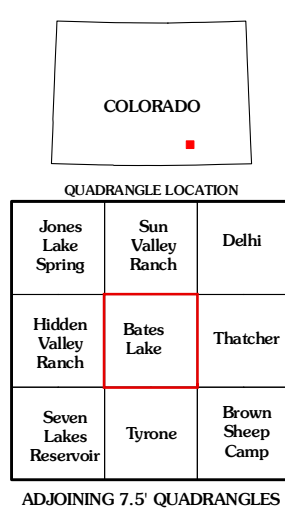 COLORADO
QUADRANGLE LOCATION
Jones
Lake
Spring
Sun
Valley
Ranch
Delhi
Hidden
Valley
Ranch
Bates
Lake
Thatcher
Seven
Lakes
Reservoir
Tyrone
Brown
Sheep
Camp
ADJOINING 7.5' QUADRANGLES